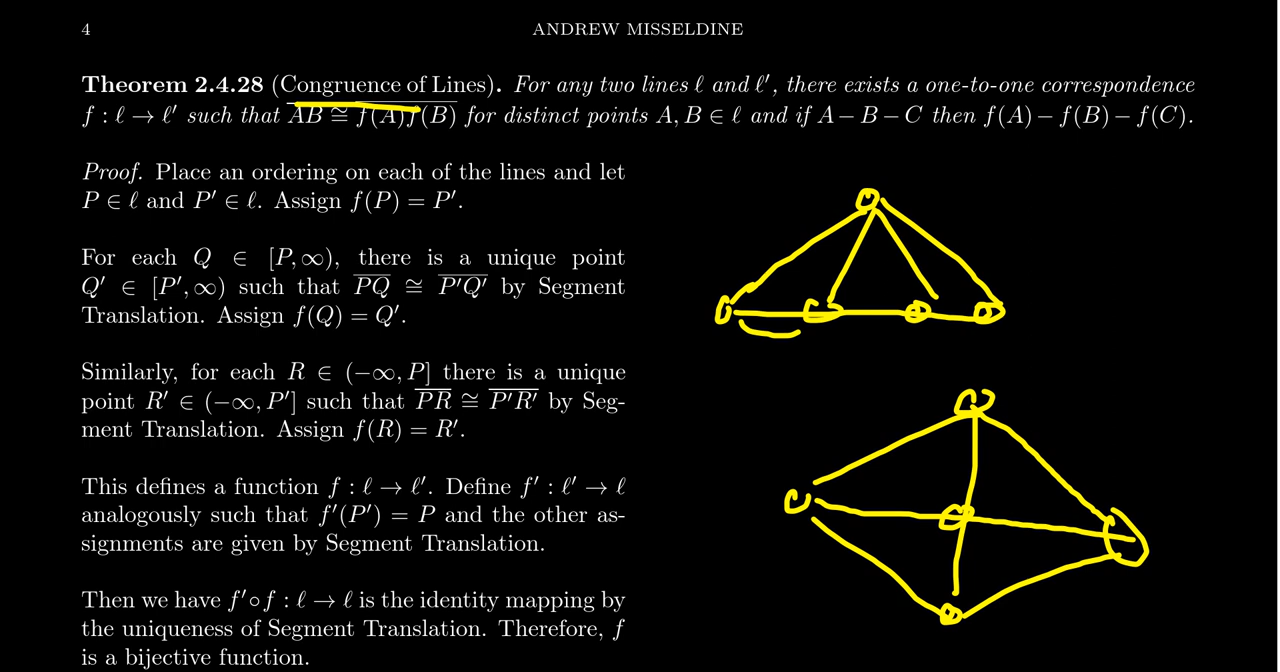 4
ANDREW MISSELDINE
Theorem 2.4.28 (Congruence of Lines). For any two lines ℓ and ℓ′, there exists a one-to-one correspondence
f : ℓ → ℓ′ such that A̅B̅ ≅ f(A)f(B) for distinct points A, B ∈ ℓ and if A − B − C then f(A) − f(B) − f(C).
Proof. Place an ordering on each of the lines and let
P ∈ ℓ and P′ ∈ ℓ. Assign f(P) = P′.
For each Q ∈ [P, ∞), there is a unique point
Q′ ∈ [P′, ∞) such that P̅Q̅ ≅ P̅′Q̅′ by Segment
Translation. Assign f(Q) = Q′.
Similarly, for each R ∈ (−∞, P] there is a unique
point R′ ∈ (−∞, P′] such that P̅R̅ ≅ P̅′R̅′ by Seg-
ment Translation. Assign f(R) = R′.
This defines a function f : ℓ → ℓ′. Define f′ : ℓ′ → ℓ
analogously such that f′(P′) = P and the other as-
signments are given by Segment Translation.
Then we have f′∘f : ℓ → ℓ is the identity mapping by
the uniqueness of Segment Translation. Therefore, f
is a bijective function.